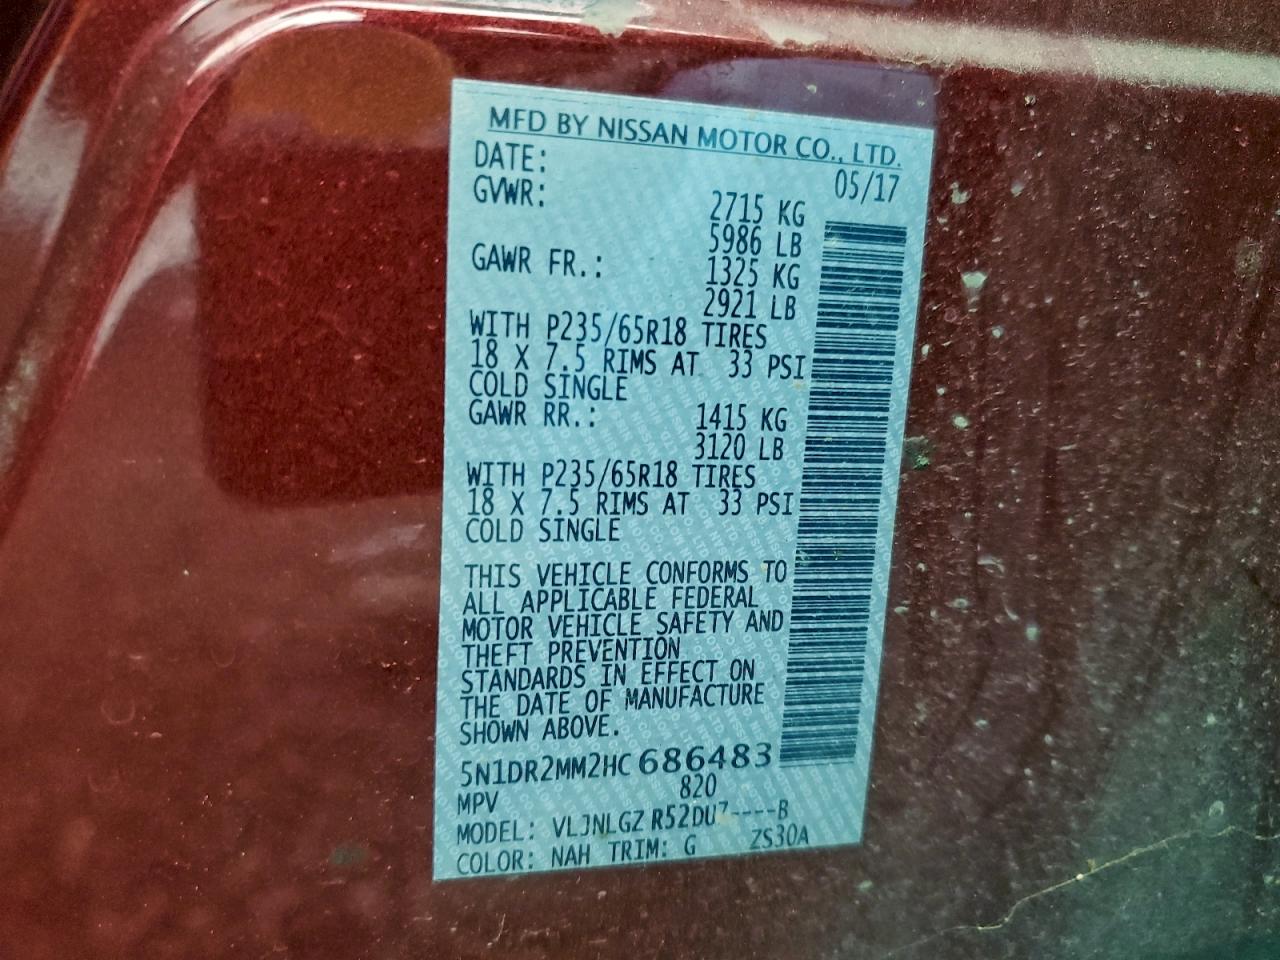 MFD BY NISSAN MOTOR CO., LTD.
DATE: 05/17
GVWR: 2715 KG
5986 LB
GAWR FR.: 1325 KG
2921 LB
WITH P235/65R18 TIRES
18 X 7.5 RIMS AT 33 PSI
COLD SINGLE
GAWR RR.: 1415 KG
3120 LB
WITH P235/65R18 TIRES
18 X 7.5 RIMS AT 33 PSI
COLD SINGLE
THIS VEHICLE CONFORMS TO
ALL APPLICABLE FEDERAL
MOTOR VEHICLE SAFETY AND
THEFT PREVENTION
STANDARDS IN EFFECT ON
THE DATE OF MANUFACTURE
SHOWN ABOVE.
5N1DR2MM2HC686483
MPV 820
MODEL: VLJNLGZ R52DUZ----B
COLOR: NAH TRIM: G ZS30A